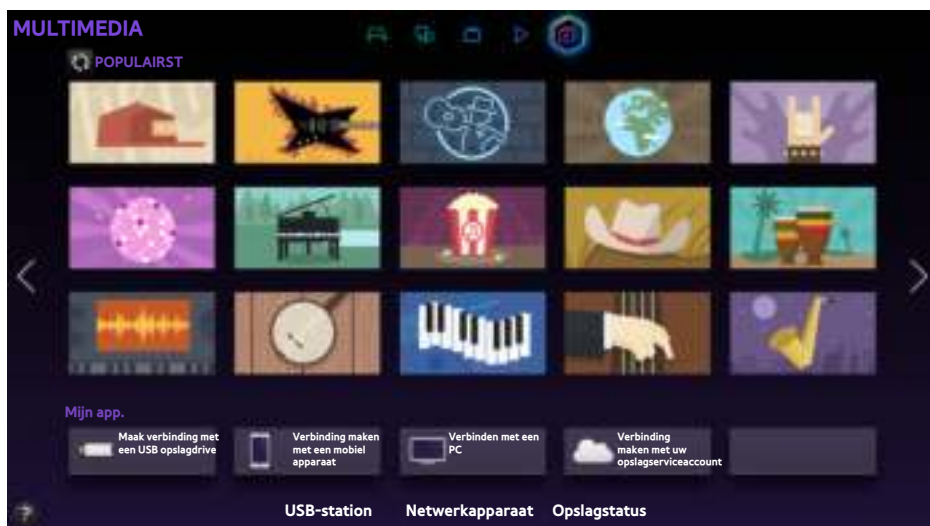 MULTIMEDIA
POPULAIRST
Mijn app.
Maak verbinding met
een USB opslagdrive
Verbinding maken
met een mobiel
apparaat
Verbinden met een
PC
Verbinding
maken met uw
opslagserviceaccount
?
USB-station Netwerkapparaat Opslagstatus